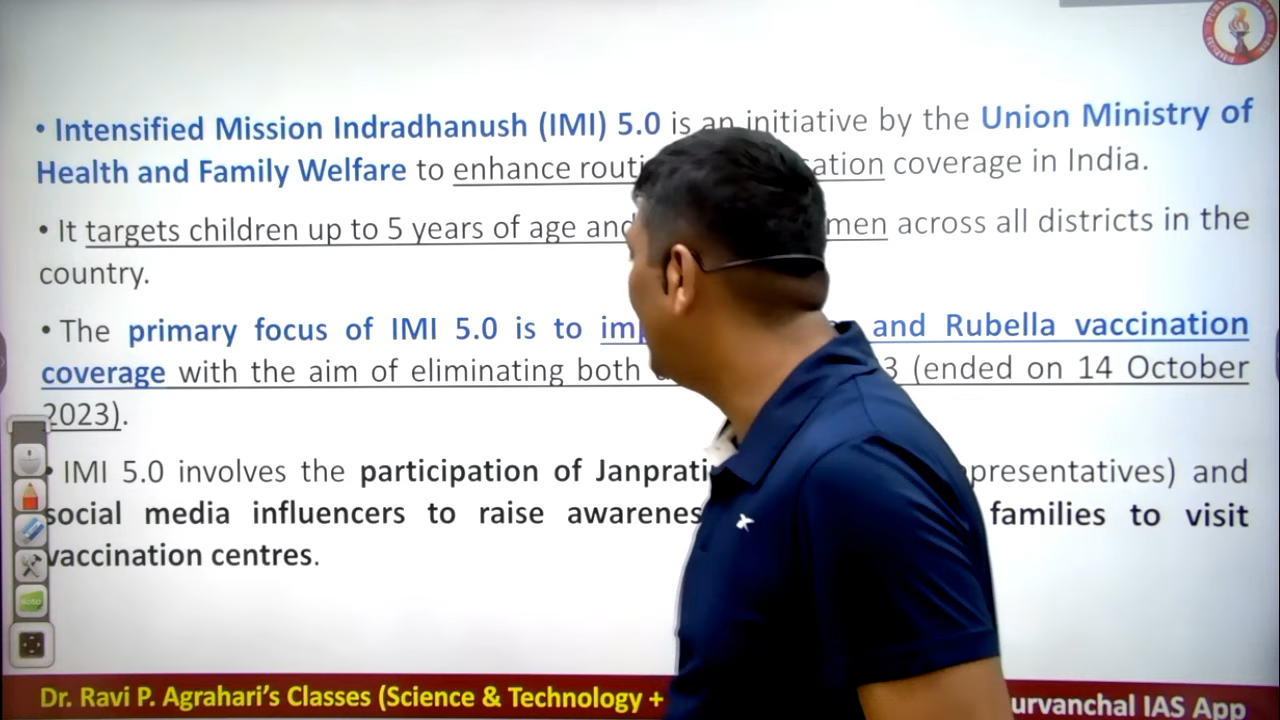 • Intensified Mission Indradhanush (IMI) 5.0 is an initiative by the Union Ministry of
Health and Family Welfare to enhance routi ation coverage in India.
• It targets children up to 5 years of age and men across all districts in the
country.
• The primary focus of IMI 5.0 is to imp and Rubella vaccination
coverage with the aim of eliminating both 3 (ended on 14 October
2023).
• IMI 5.0 involves the participation of Janprati presentatives) and
social media influencers to raise awarenes families to visit
vaccination centres.
Dr. Ravi P. Agrahari's Classes (Science & Technology + urvanchal IAS App